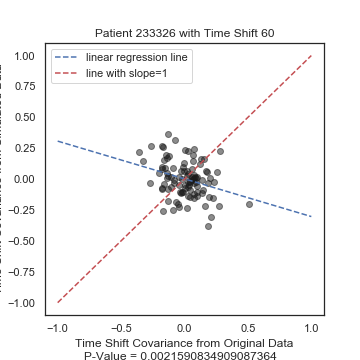 Patient 233326 with Time Shift 60
linear regression line
line with slope=1
1.00
0.75
0.50
0.25
0.00
−0.25
−0.50
−0.75
−1.00
−1.0 −0.5 0.0 0.5 1.0
Time Shift Covariance from Original Data
P-Value = 0.0021590834909087364